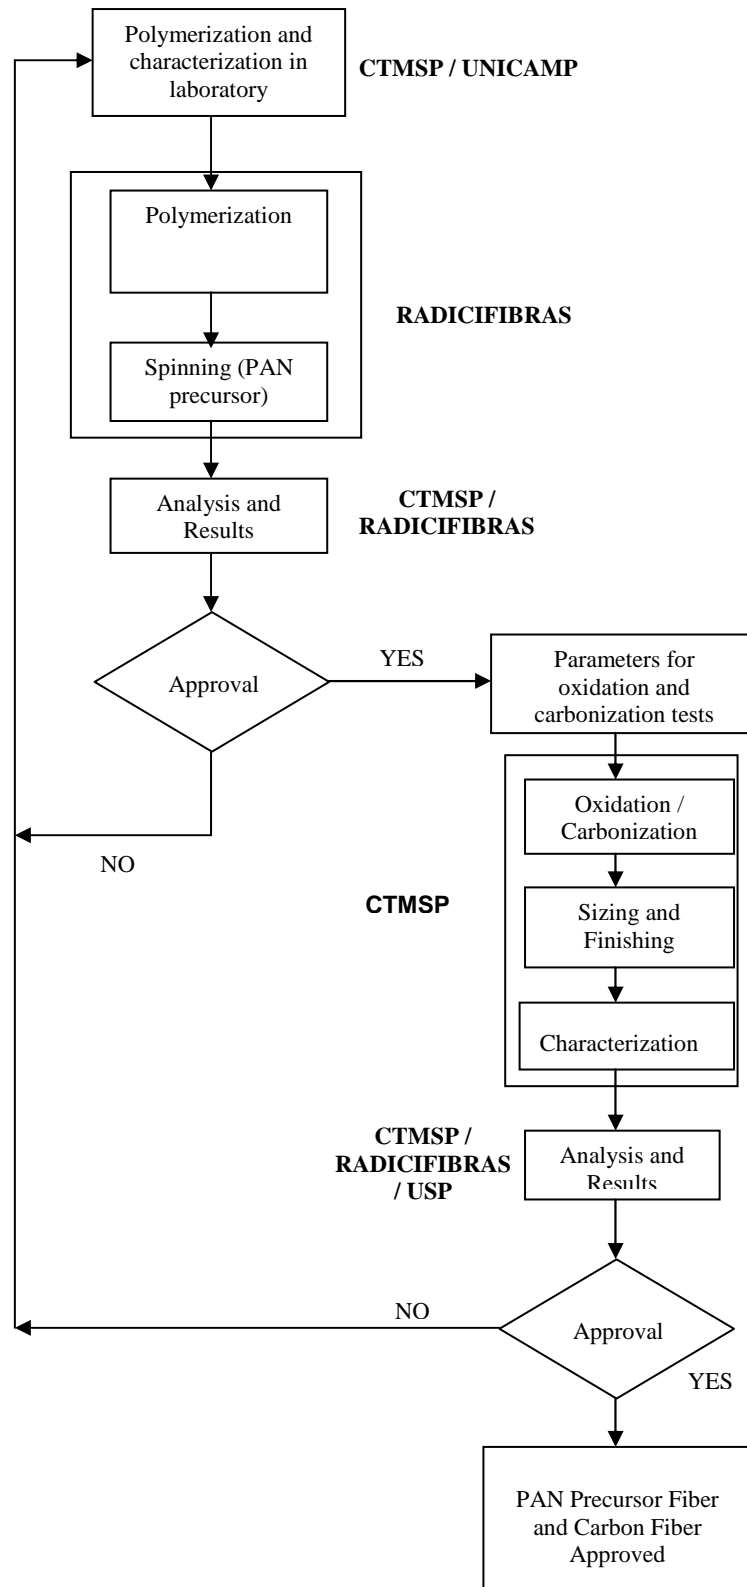 Polymerization and
characterization in
laboratory
CTMSP / UNICAMP
Polymerization
RADICIFIBRAS
Spinning (PAN
precursor)
Analysis and
Results
CTMSP /
RADICIFIBRAS
Approval
YES
Parameters for
oxidation and
carbonization tests
NO
Oxidation /
Carbonization
CTMSP
Sizing and
Finishing
Characterization
CTMSP /
RADICIFIBRAS
/ USP
Analysis and
Results
NO
Approval
YES
PAN Precursor Fiber
and Carbon Fiber
Approved